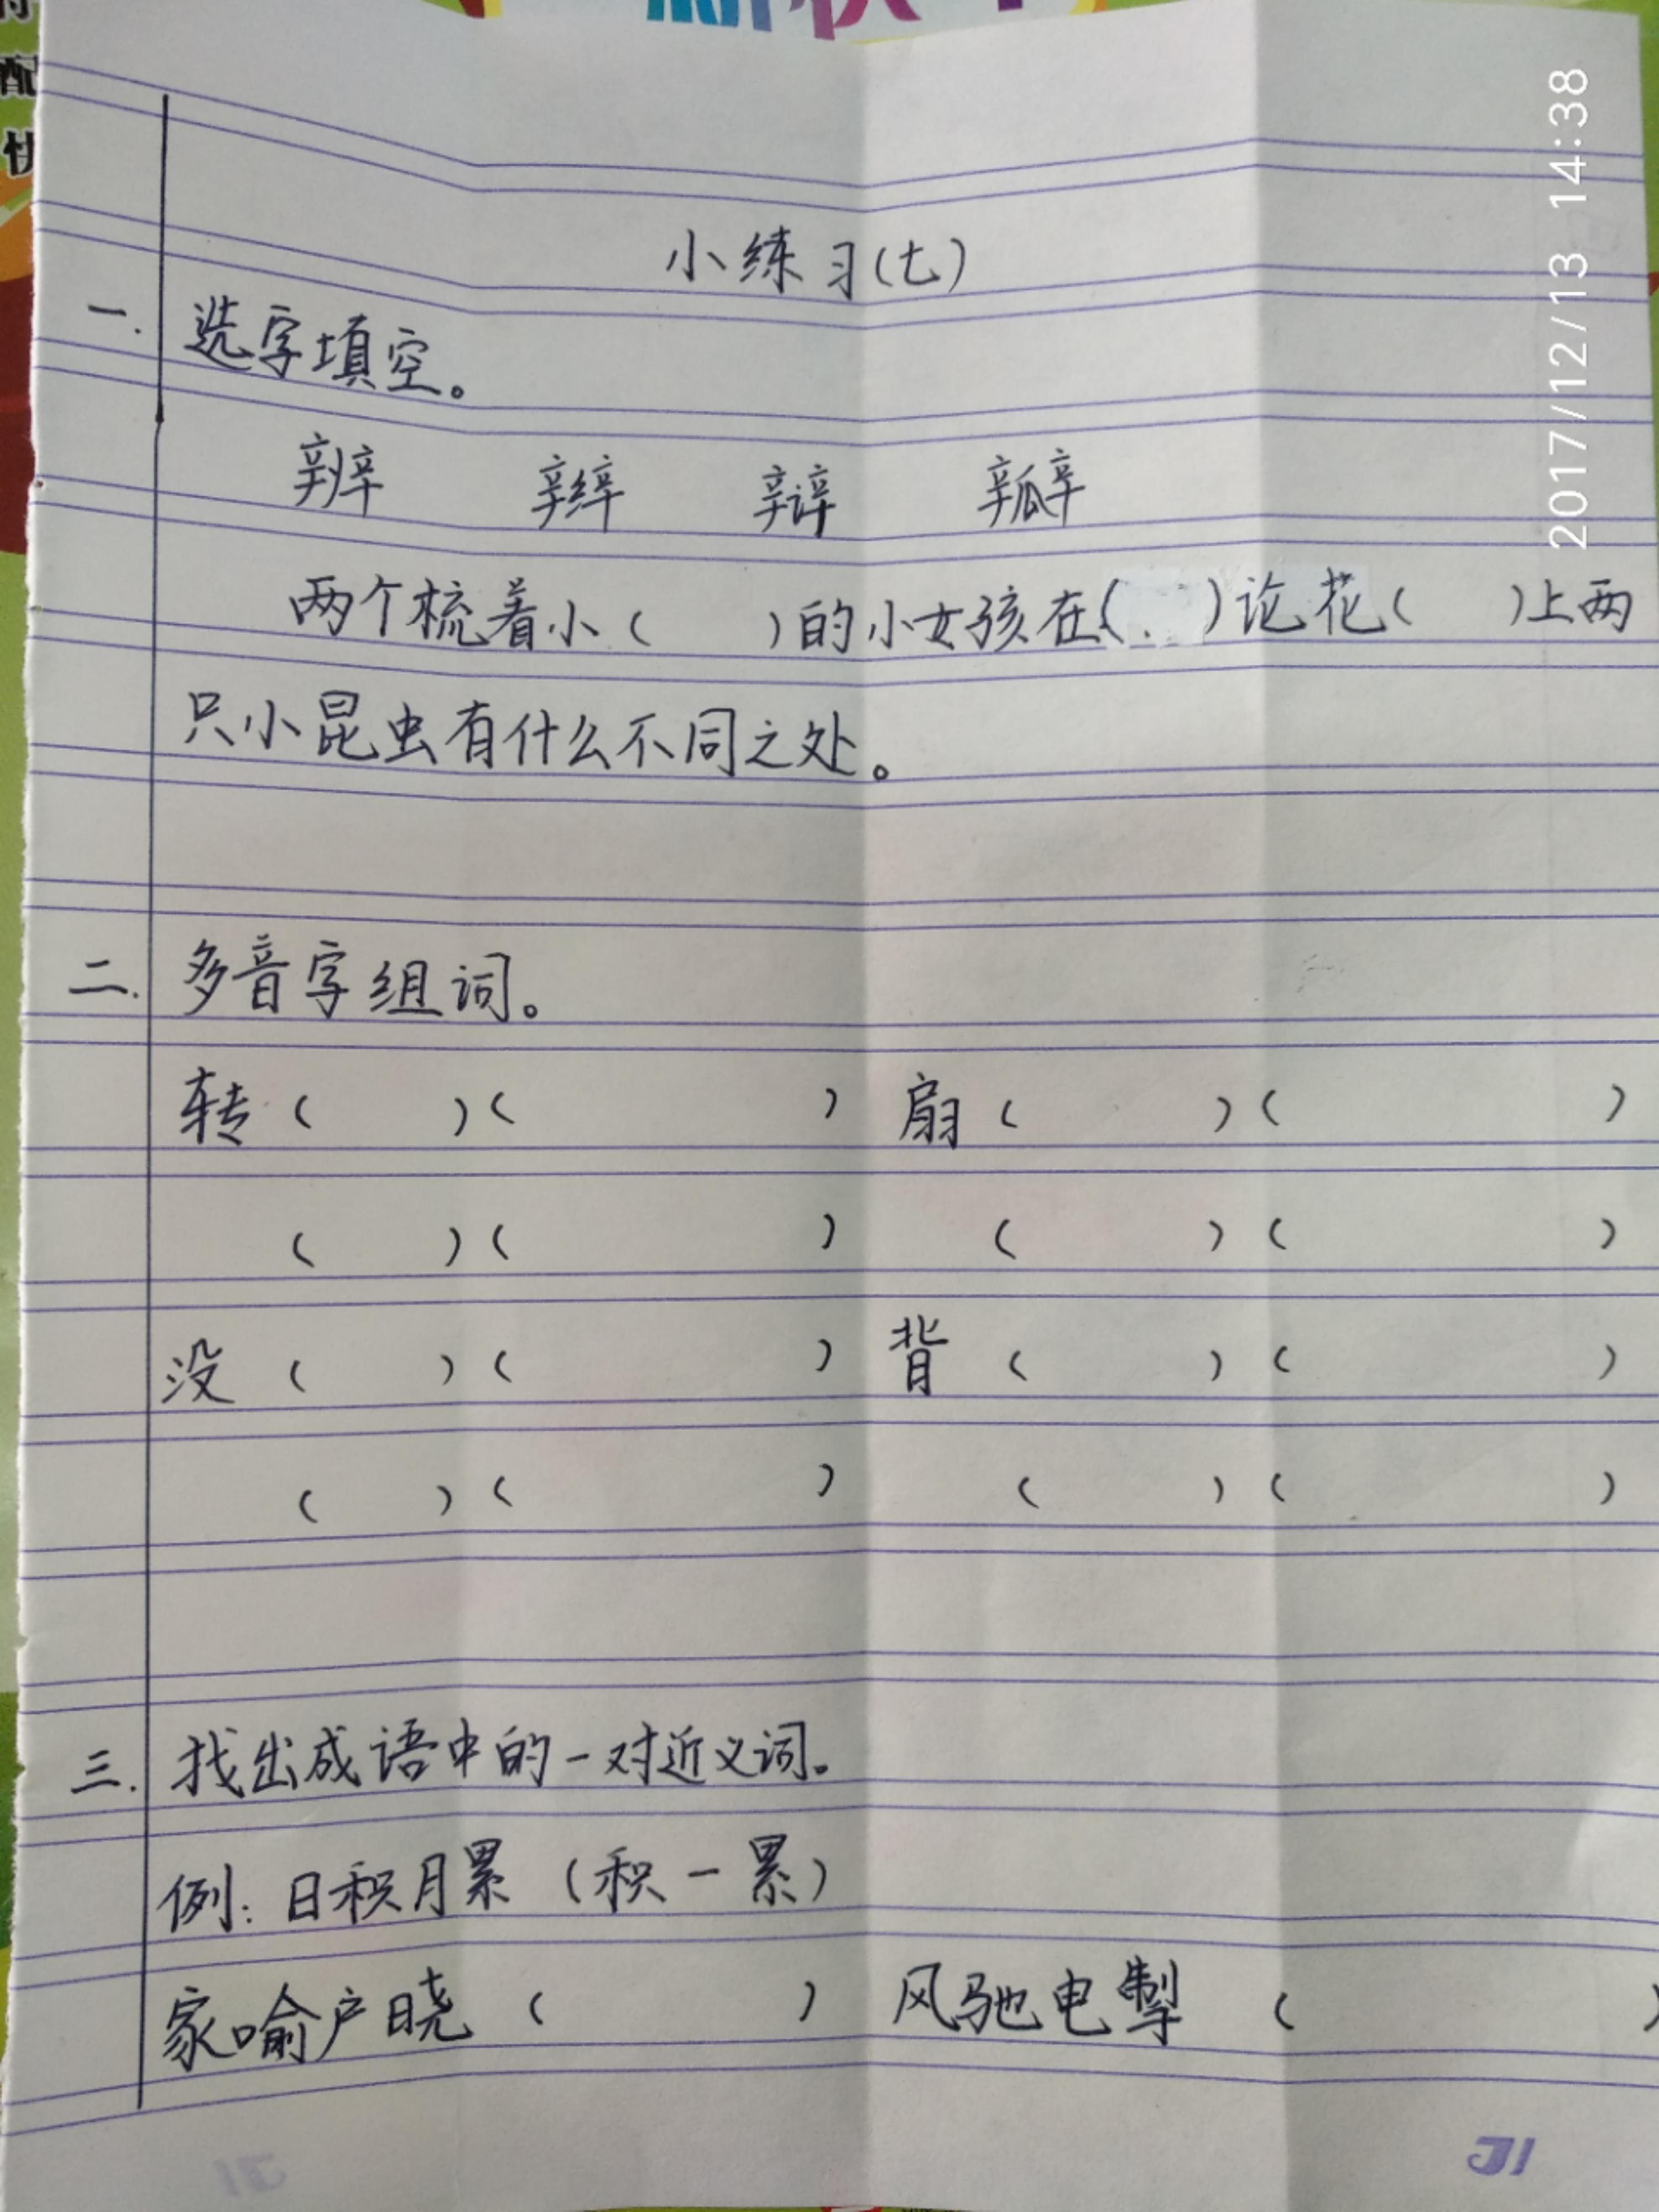 配
快
2017/12/13 14:38
小练习(七)
一. 选字填空。
辨 辫 辩 瓣
两个梳着小( )的小女孩在( )论花( )上两
只小昆虫有什么不同之处。
二. 多音字组词。
转( )( ) 扇( )( )
( )( ) ( )( )
没( )( ) 背( )( )
( )( ) ( )( )
三. 找出成语中的一对近义词。
例: 日积月累 (积一累)
家喻户晓 ( ) 风驰电掣 ( )